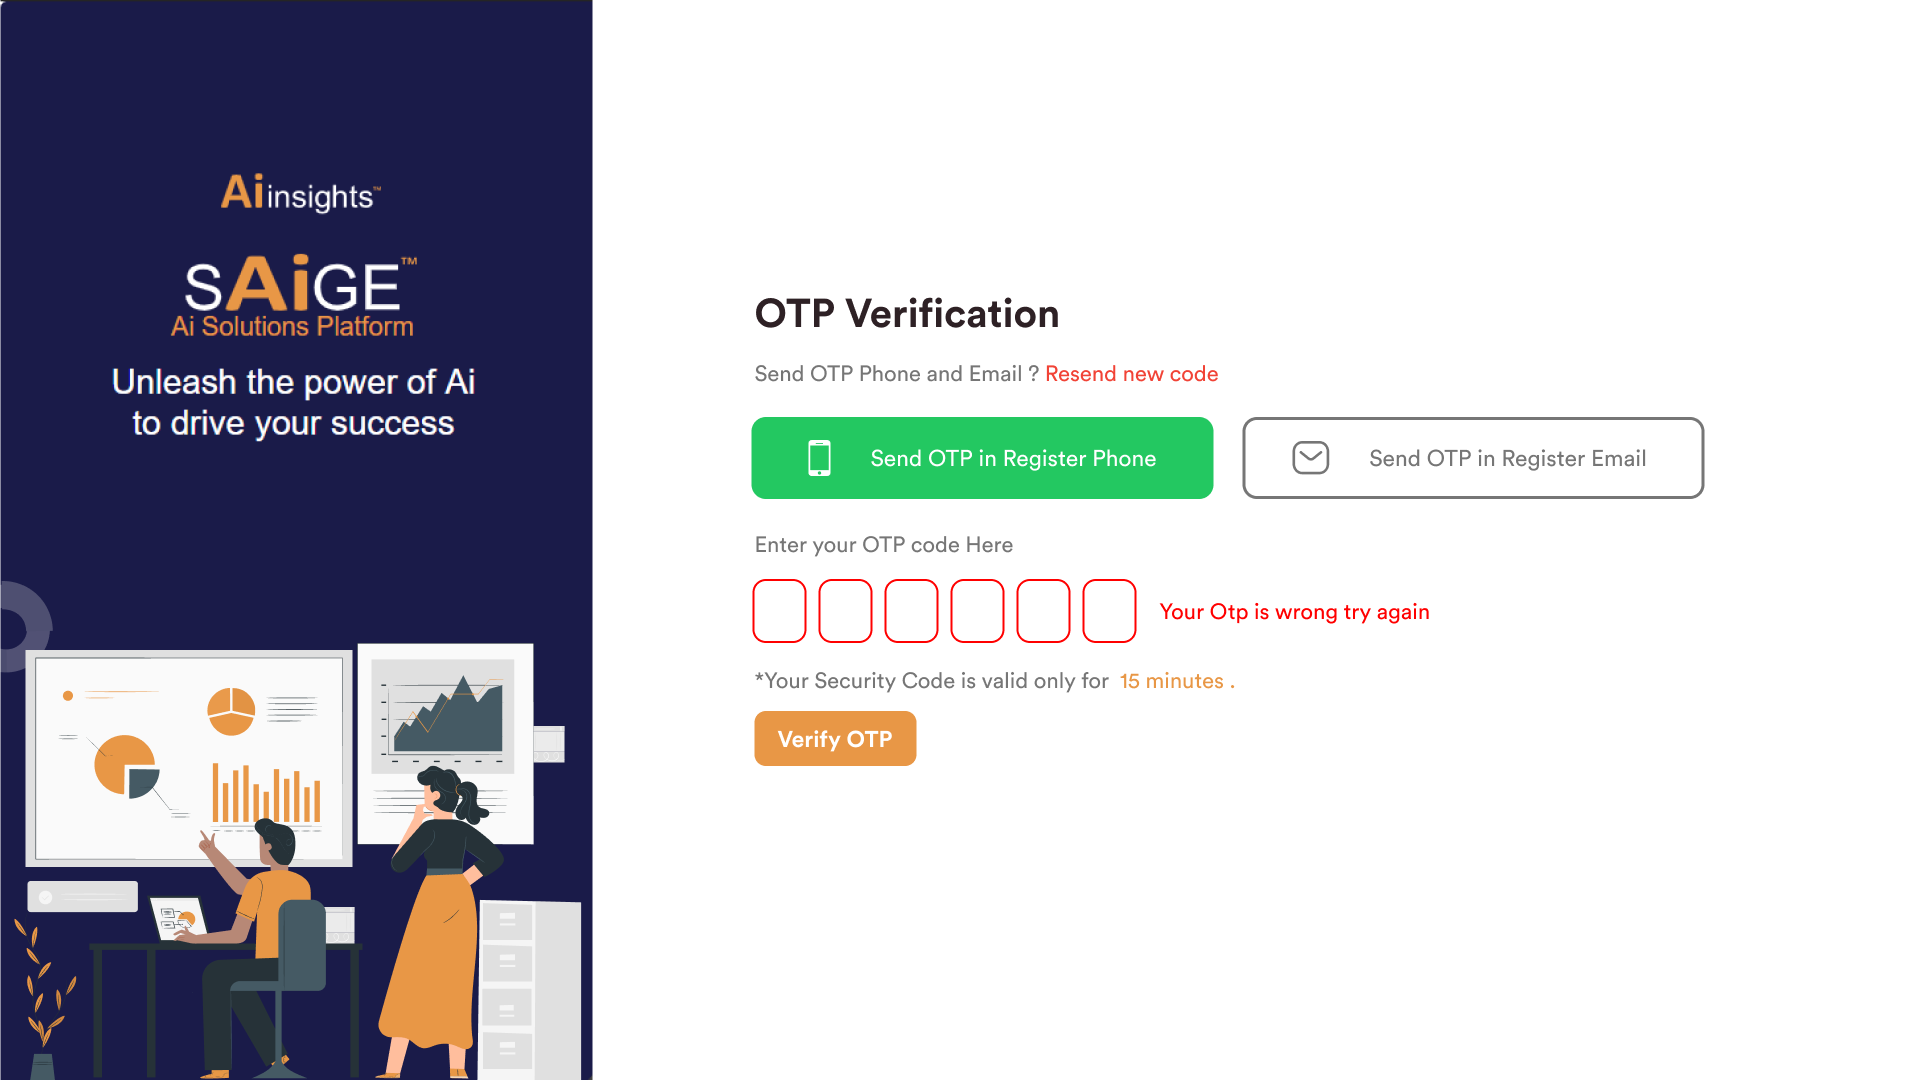 Ai insights™
SAiGE™
Ai Solutions Platform
Unleash the power of Ai
to drive your success
OTP Verification
Send OTP Phone and Email ? Resend new code
Send OTP in Register Phone
Send OTP in Register Email
Enter your OTP code Here
Your Otp is wrong try again
*Your Security Code is valid only for 15 minutes .
Verify OTP